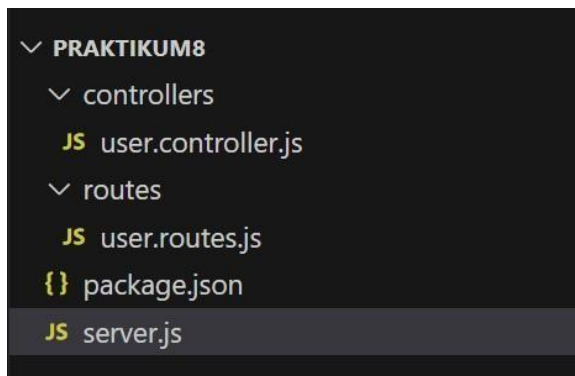 PRAKTIKUM8
controllers
JS user.controller.js
routes
JS user.routes.js
{} package.json
JS server.js